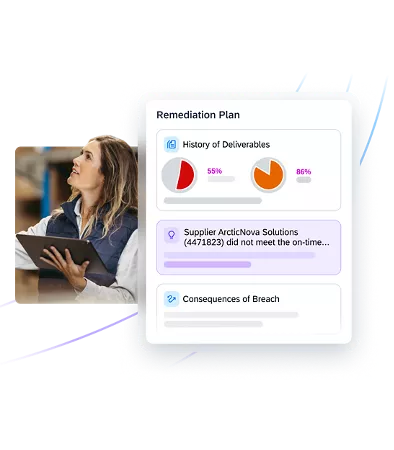 Remediation Plan
History of Deliverables
55%
86%
Supplier ArcticNova Solutions
(4471823) did not meet the on-time...
Consequences of Breach